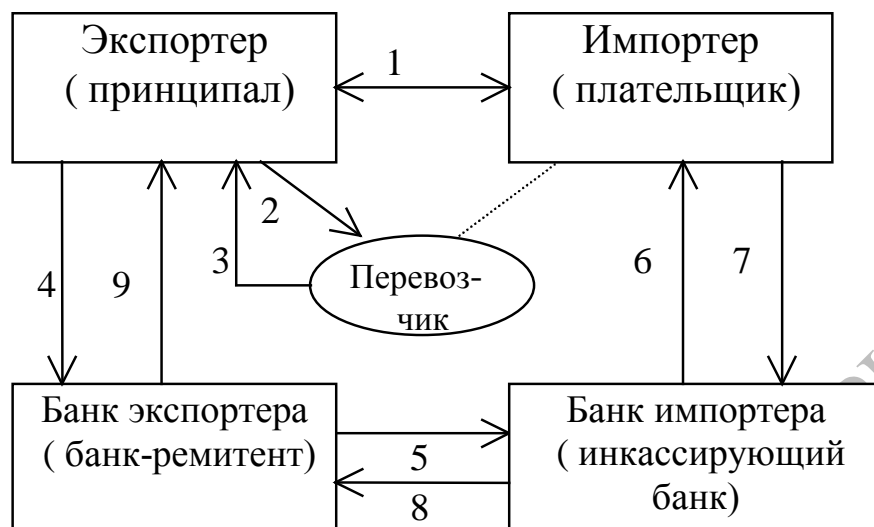 Экспортер
( принципал)
1
Импортер
( плательщик)
2
3
Перевоз-
чик
4
9
6
7
Банк экспортера
( банк-ремитент)
5
8
Банк импортера
( инкассирующий
банк)